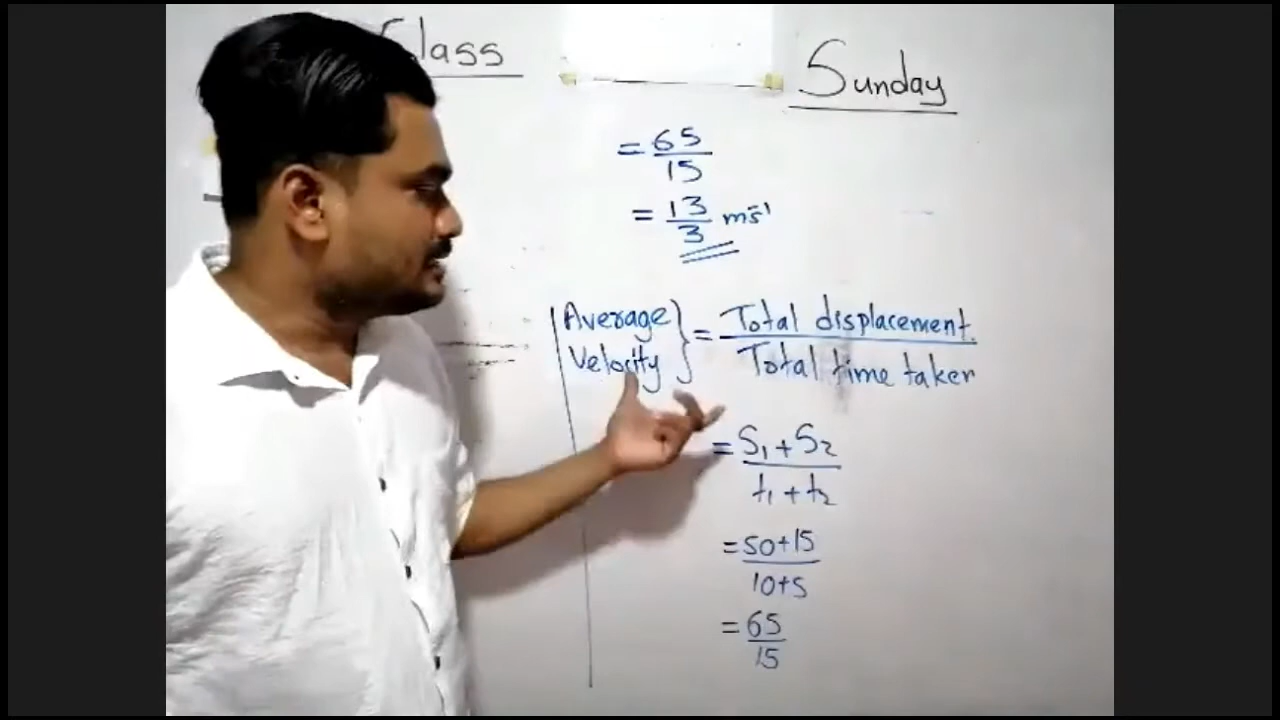 Class
Sunday
= 65/15
= 13/3 ms⁻¹
Average Velocity } = Total displacement. / Total time taken
= S₁ + S₂ / t₁ + t₂
= 50+15 / 10+5
= 65/15